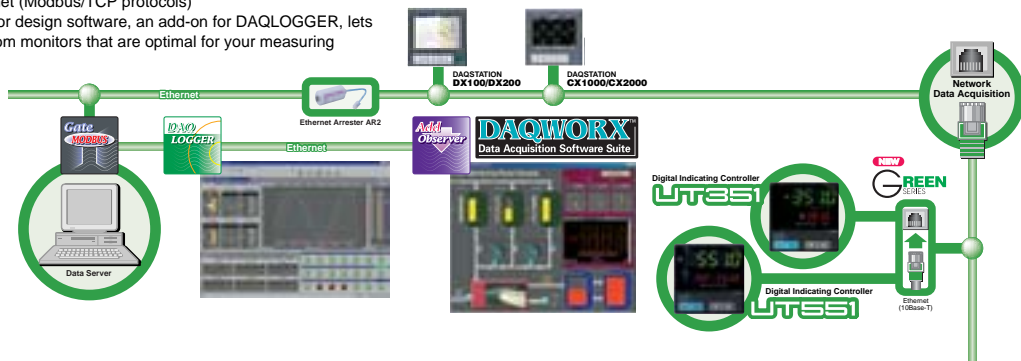 net (Modbus/TCP protocols)
or design software, an add-on for DAQLOGGER, lets
om monitors that are optimal for your measuring
DAQSTATION
DX100/DX200
DAQSTATION
CX1000/CX2000
Network
Data Acquisition
Ethernet
Ethernet Arrester AR2
Gate
MODBUS
DAQ
LOGGER
Ethernet
Add
Observer
DAQWORX™
Data Acquisition Software Suite
Data Server
NEW
GREEN
SERIES
Digital Indicating Controller
UT351
Digital Indicating Controller
UT551
Ethernet
(10Base-T)